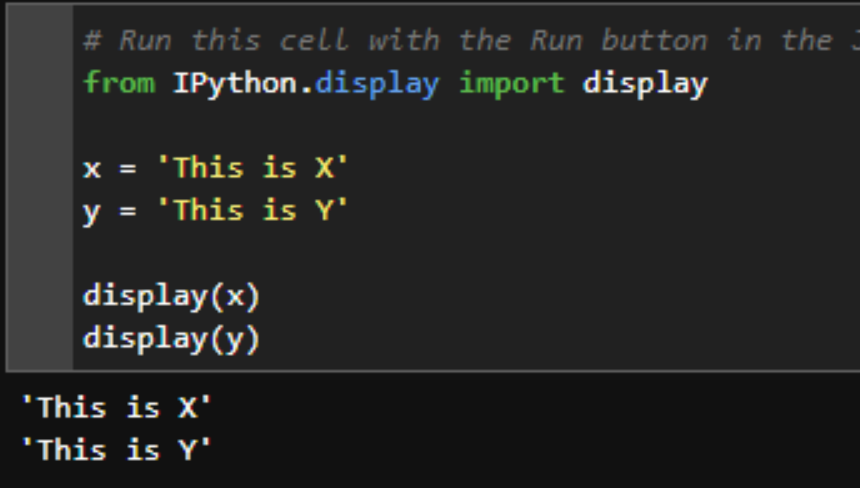 # Run this cell with the Run button in the
from IPython.display import display
x = 'This is X'
y = 'This is Y'
display(x)
display(y)
'This is X'
'This is Y'